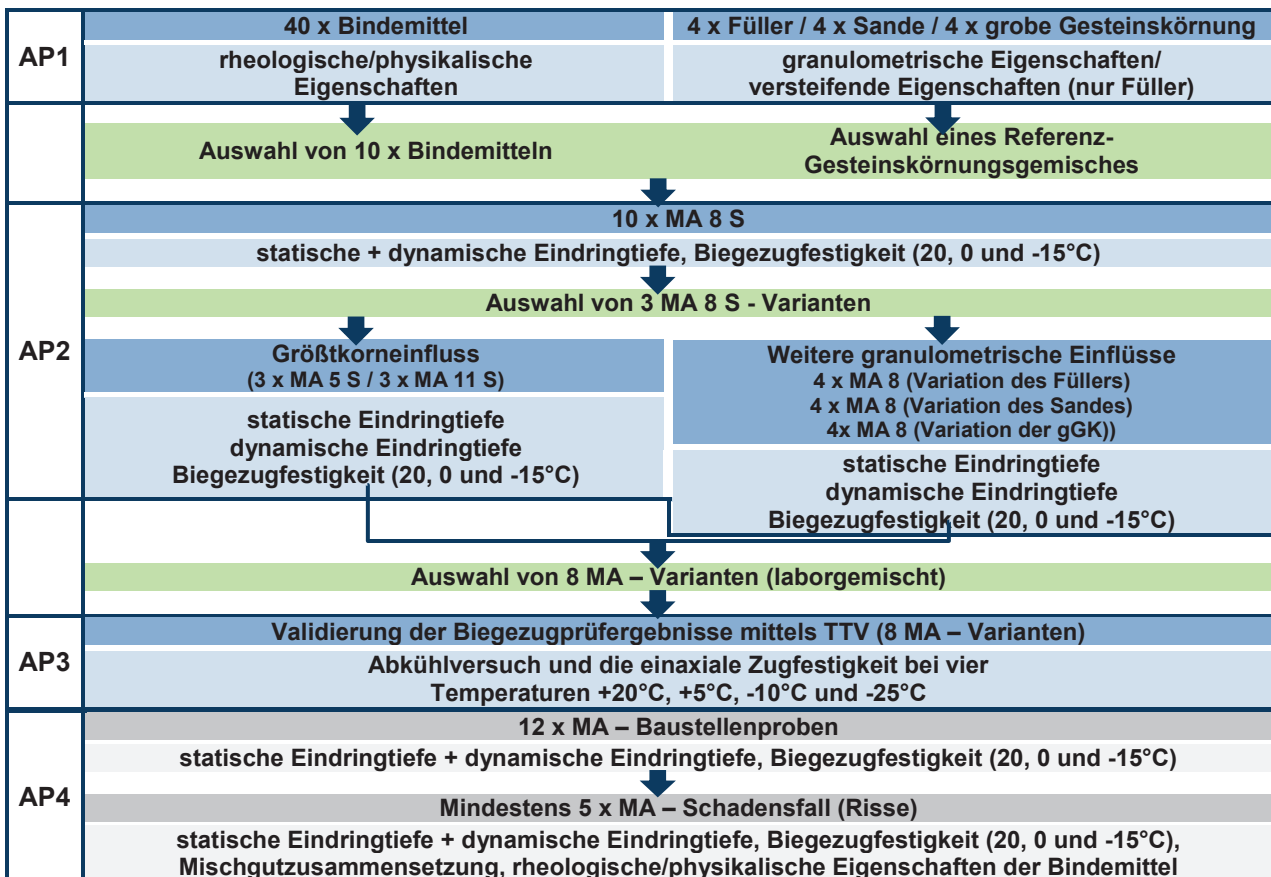 AP1
40 x Bindemittel
rheologische/physikalische
Eigenschaften
4 x Füller / 4 x Sande / 4 x grobe Gesteinskörnung
granulometrische Eigenschaften/
versteifende Eigenschaften (nur Füller)
Auswahl von 10 x Bindemitteln
Auswahl eines Referenz-
Gesteinskörnungsgemisches
AP2
10 x MA 8 S
statische + dynamische Eindringtiefe, Biegezugfestigkeit (20, 0 und -15°C)
Auswahl von 3 MA 8 S - Varianten
Größtkorneinfluss
(3 x MA 5 S / 3 x MA 11 S)
statische Eindringtiefe
dynamische Eindringtiefe
Biegezugfestigkeit (20, 0 und -15°C)
Weitere granulometrische Einflüsse
4 x MA 8 (Variation des Füllers)
4 x MA 8 (Variation des Sandes)
4x MA 8 (Variation der gGK))
statische Eindringtiefe
dynamische Eindringtiefe
Biegezugfestigkeit (20, 0 und -15°C)
Auswahl von 8 MA – Varianten (laborgemischt)
AP3
Validierung der Biegezugprüfergebnisse mittels TTV (8 MA – Varianten)
Abkühlversuch und die einaxiale Zugfestigkeit bei vier
Temperaturen +20°C, +5°C, -10°C und -25°C
AP4
12 x MA – Baustellenproben
statische Eindringtiefe + dynamische Eindringtiefe, Biegezugfestigkeit (20, 0 und -15°C)
Mindestens 5 x MA – Schadensfall (Risse)
statische Eindringtiefe + dynamische Eindringtiefe, Biegezugfestigkeit (20, 0 und -15°C),
Mischgutzusammensetzung, rheologische/physikalische Eigenschaften der Bindemittel